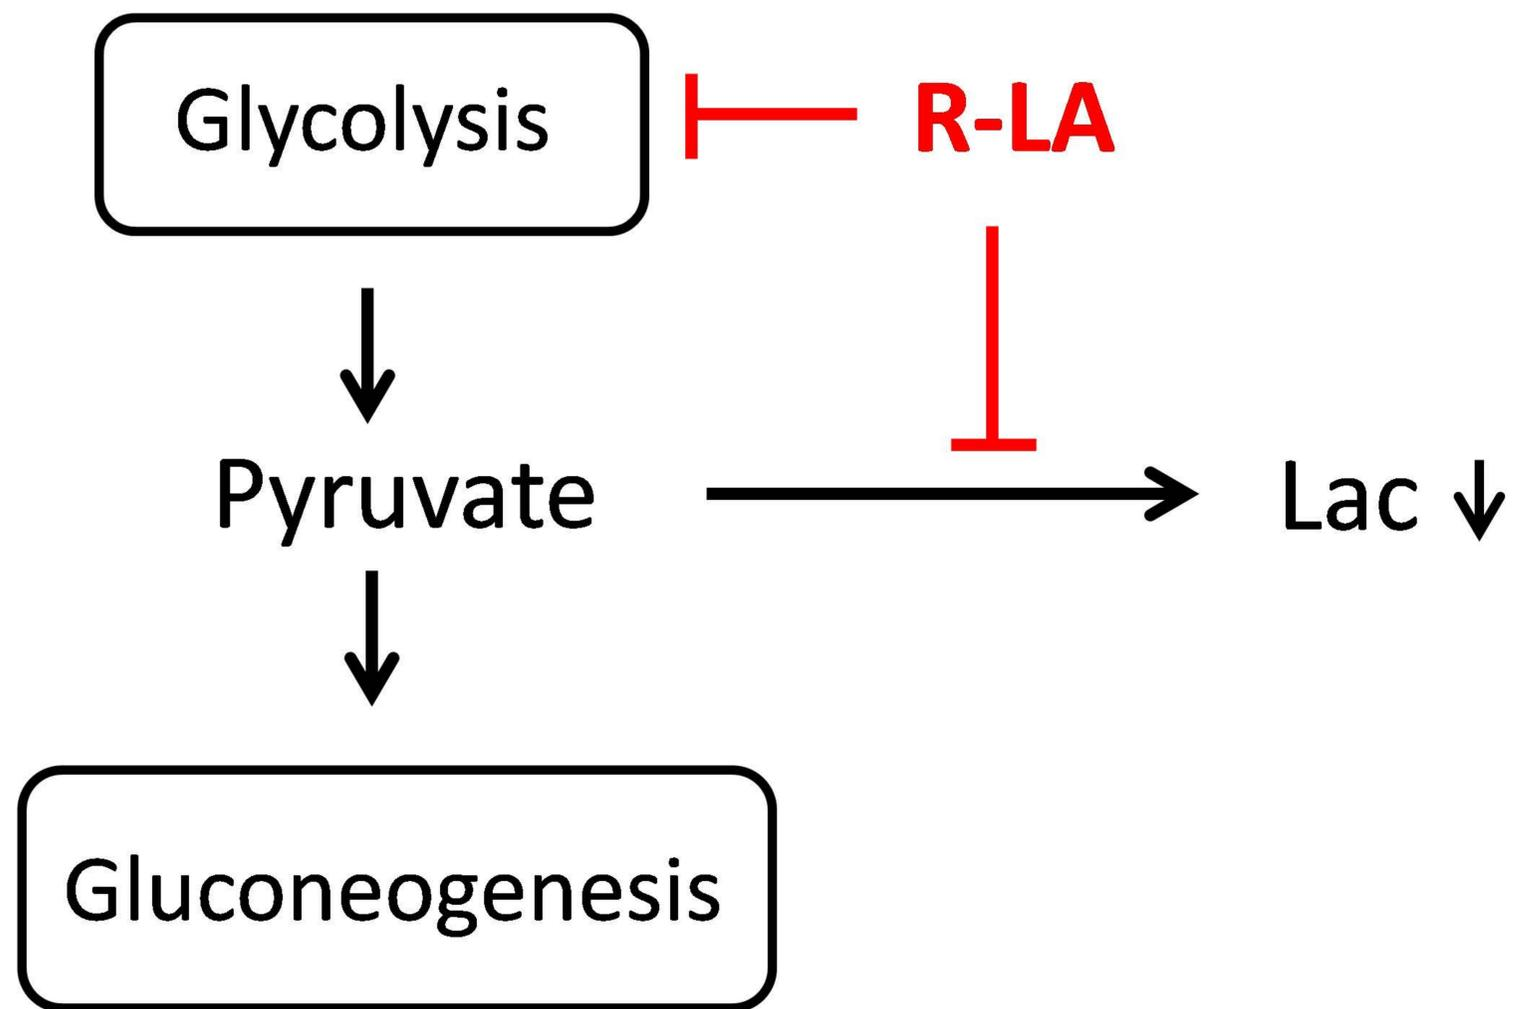 Glycolysis
R-LA
Pyruvate
Lac ↓
Gluconeogenesis